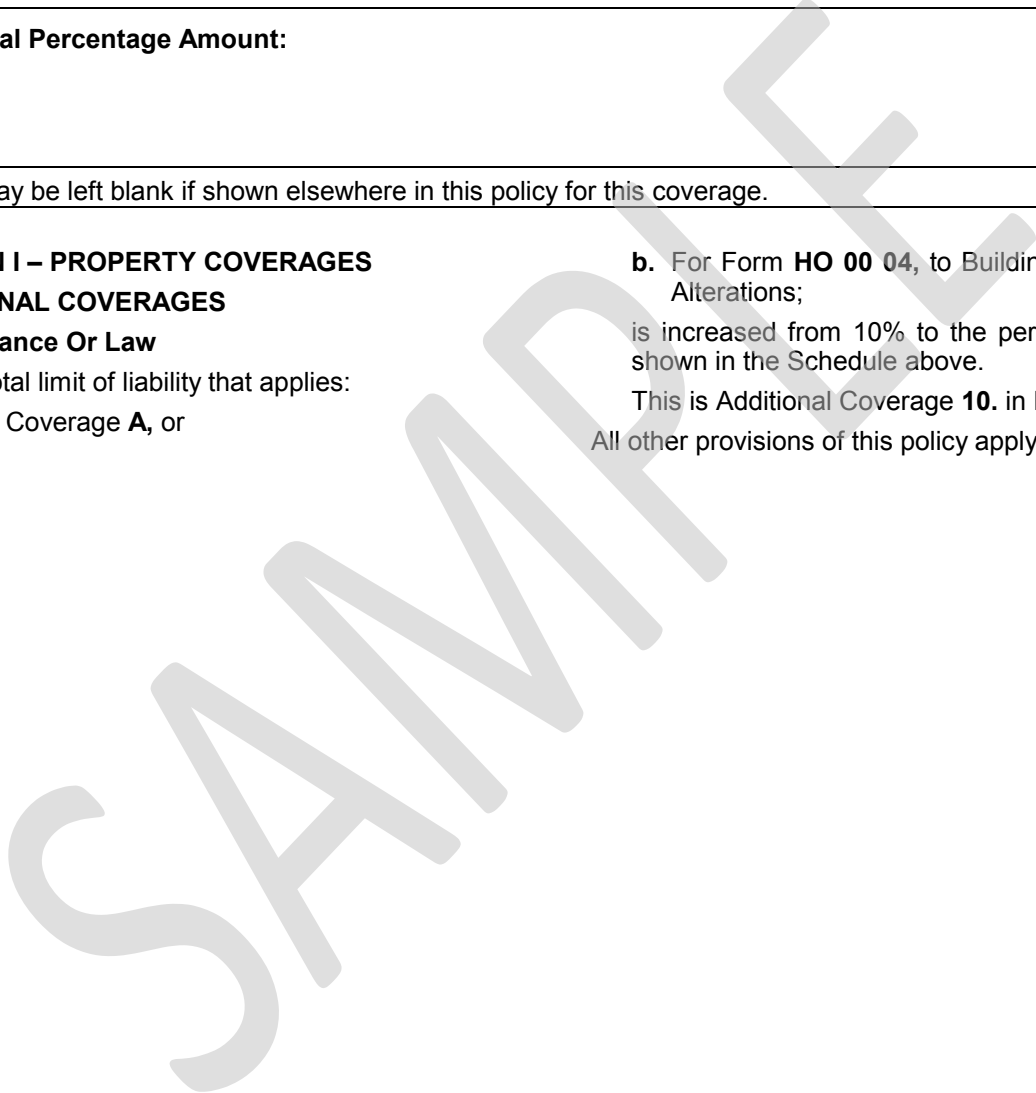 al Percentage Amount:
ay be left blank if shown elsewhere in this policy for this coverage.
I – PROPERTY COVERAGES
NAL COVERAGES
ance Or Law
otal limit of liability that applies:
Coverage A, or
b. For Form HO 00 04, to Buildin
Alterations;
is increased from 10% to the per
shown in the Schedule above.
This is Additional Coverage 10. in
All other provisions of this policy apply
SAMPLE